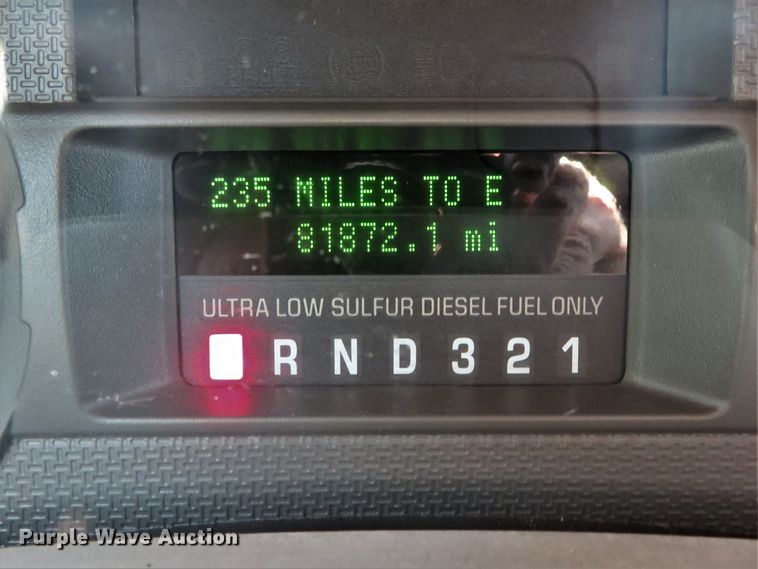 235 MILES TO E
81872.1 mi
ULTRA LOW SULFUR DIESEL FUEL ONLY
R N D 3 2 1
Purple Wave Auction